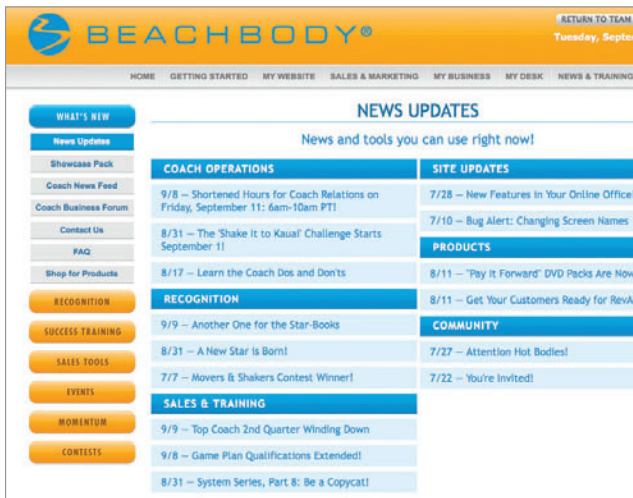 BEACHBODY®
RETURN TO TEAM
Tuesday,
HOME GETTING STARTED MY WEBSITE SALES & MARKETING MY BUSINESS MY DESK NEWS & TRAINING
WHAT'S NEW
News Updates
Showcase Pack
Coach News Feed
Coach Business Forum
Contact Us
FAQ
Shop for Products
RECOGNITION
SUCCESS TRAINING
SALES TOOLS
EVENTS
MOMENTUM
CONTESTS
NEWS UPDATES
News and tools you can use right now!
COACH OPERATIONS
9/8 — Shortened Hours for Coach Relations on
Friday, September 11: 6am-10am PT!
8/31 — The 'Shake It to Kauai' Challenge Starts
September 1!
8/17 — Learn the Coach Dos and Don'ts
RECOGNITION
9/9 — Another One for the Star-Books
8/31 — A New Star is Born!
7/7 — Movers & Shakers Contest Winner!
SALES & TRAINING
9/9 — Top Coach 2nd Quarter Winding Down
9/8 — Game Plan Qualifications Extended!
8/31 — System Series, Part 8: Be a Copycat!
SITE UPDATES
7/28 — New Features in Your Online Office
7/10 — Bug Alert: Changing Screen Names
PRODUCTS
8/11 — "Pay It Forward" DVD Packs Are Now
8/11 — Get Your Customers Ready for
COMMUNITY
7/27 — Attention Hot Bodies!
7/22 — You're Invited!